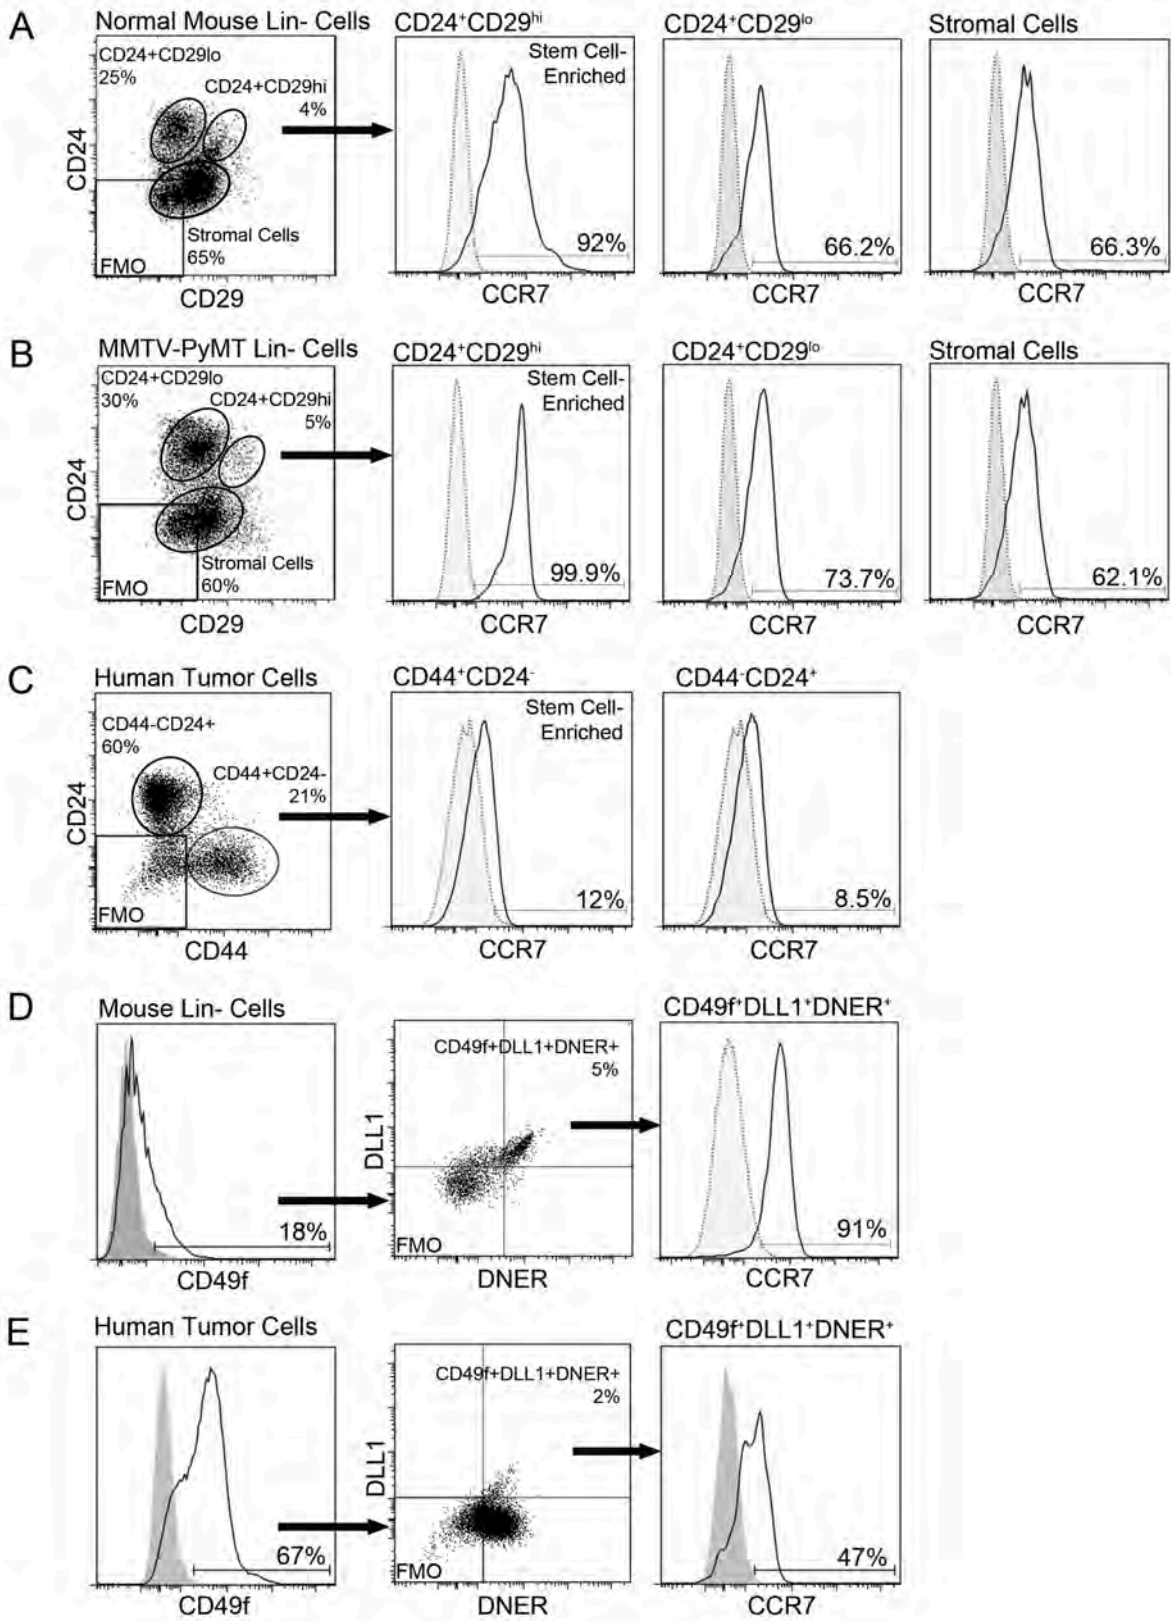 A
Normal Mouse Lin- Cells
CD24+CD29lo
25%
CD24+CD29hi
4%
Stromal Cells
65%
FMO
CD24
CD29
CD24⁺CD29ʰⁱ
Stem Cell-
Enriched
92%
CCR7
CD24⁺CD29ˡᵒ
66.2%
CCR7
Stromal Cells
66.3%
CCR7
B
MMTV-PyMT Lin- Cells
CD24+CD29lo
30%
CD24+CD29hi
5%
Stromal Cells
60%
FMO
CD24
CD29
CD24⁺CD29ʰⁱ
Stem Cell-
Enriched
99.9%
CCR7
CD24⁺CD29ˡᵒ
73.7%
CCR7
Stromal Cells
62.1%
CCR7
C
Human Tumor Cells
CD44-CD24+
60%
CD44+CD24-
21%
FMO
CD24
CD44
CD44⁺CD24⁻
Stem Cell-
Enriched
12%
CCR7
CD44⁻CD24⁺
8.5%
CCR7
D
Mouse Lin- Cells
18%
CD49f
CD49f+DLL1+DNER+
5%
DLL1
FMO
DNER
CD49f⁺DLL1⁺DNER⁺
91%
CCR7
E
Human Tumor Cells
67%
CD49f
CD49f+DLL1+DNER+
2%
DLL1
FMO
DNER
CD49f⁺DLL1⁺DNER⁺
47%
CCR7